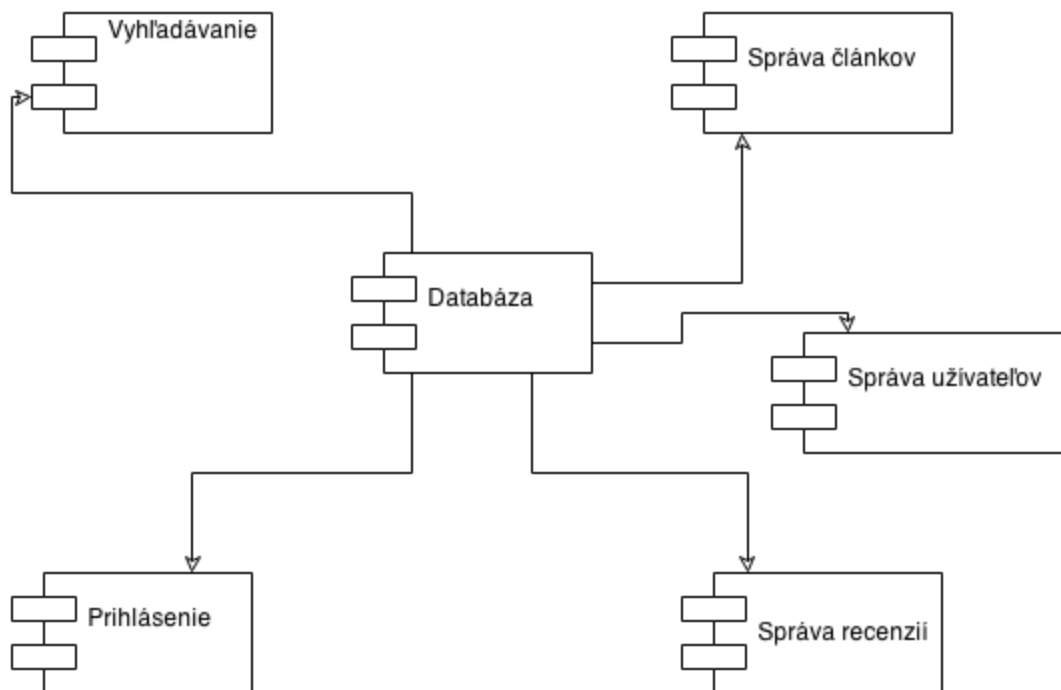 Vyhľadávanie
Správa článkov
Databáza
Správa užívateľov
Prihlásenie
Správa recenzií